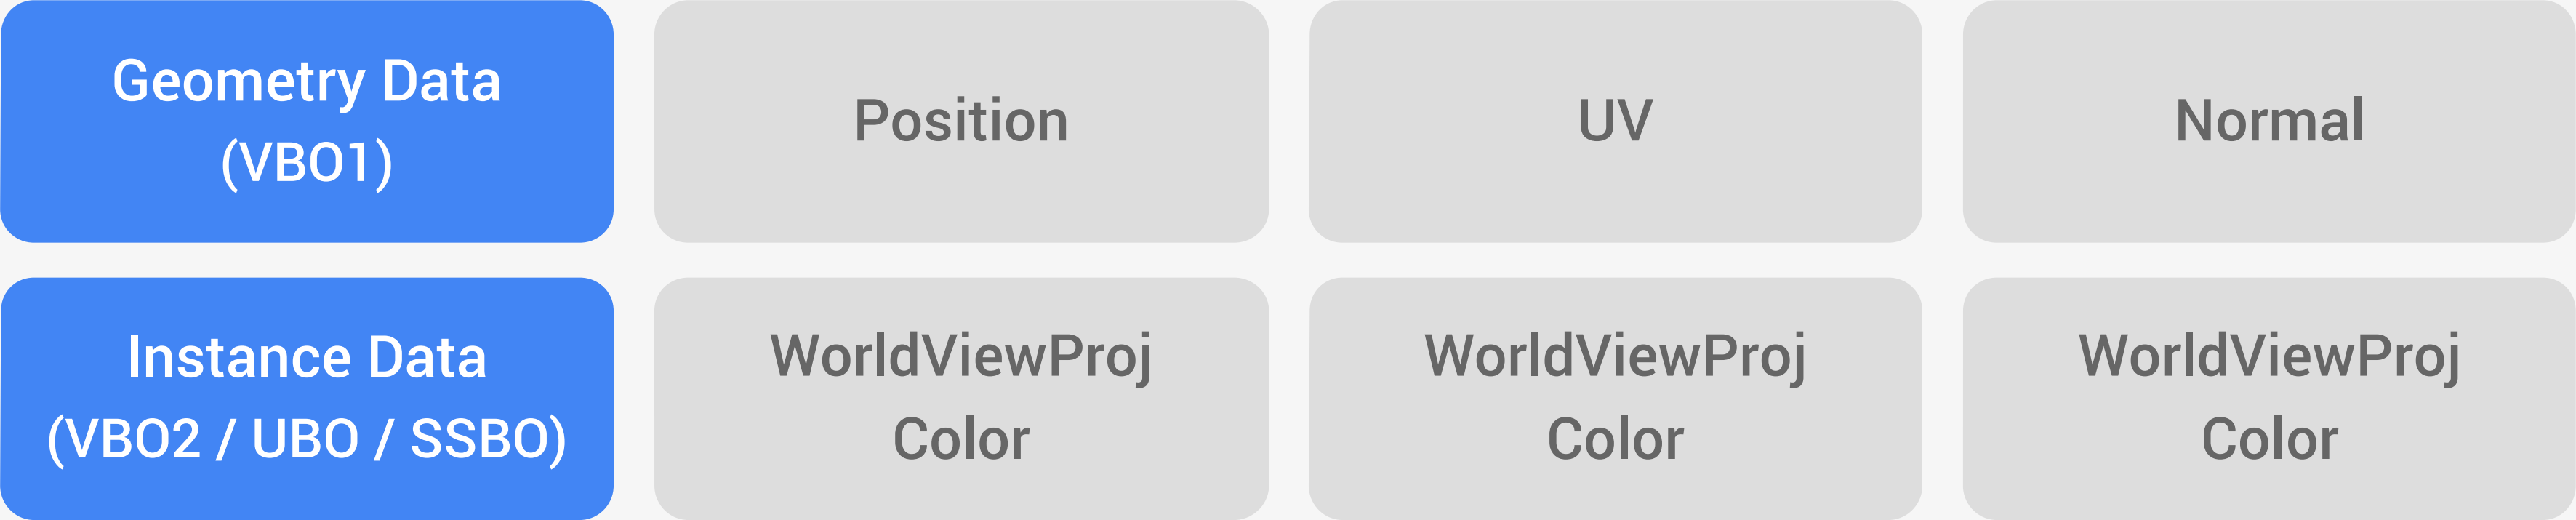 Geometry Data
(VBO1)
Position
UV
Normal
Instance Data
(VBO2 / UBO / SSBO)
WorldViewProj
Color
WorldViewProj
Color
WorldViewProj
Color